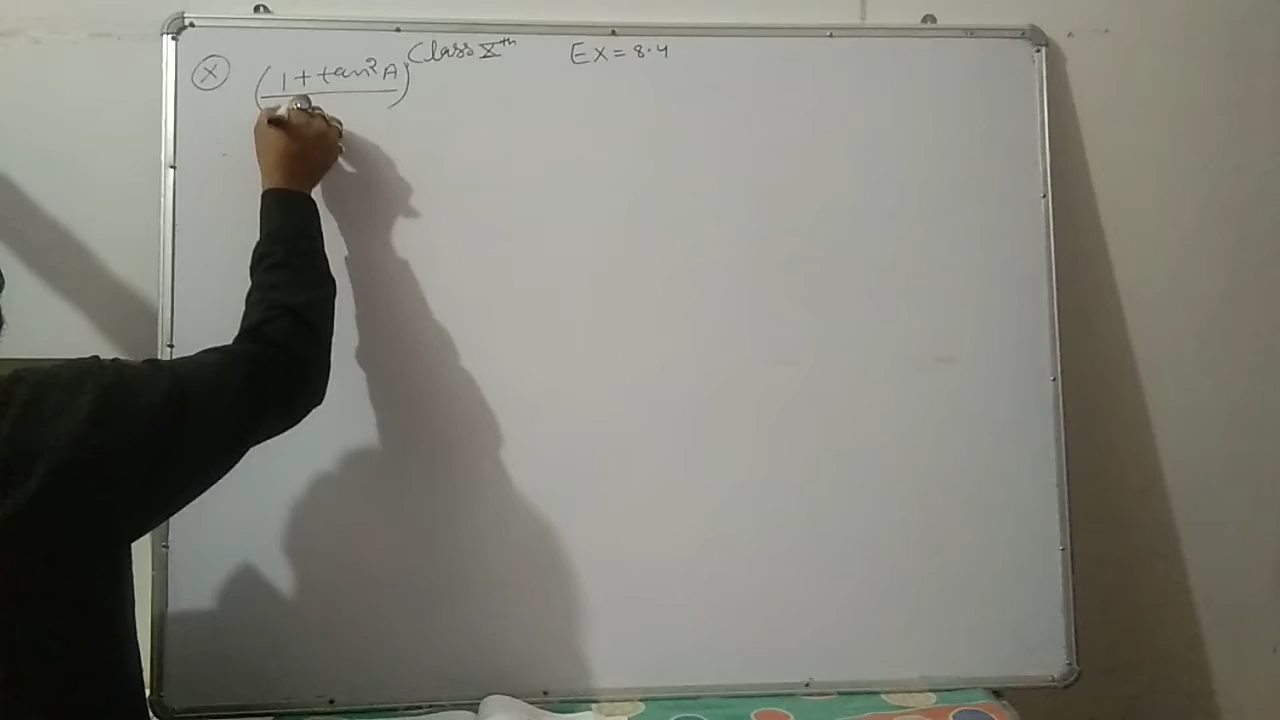 Class Xth Ex = 8.4
(X) (1 + tan²A)